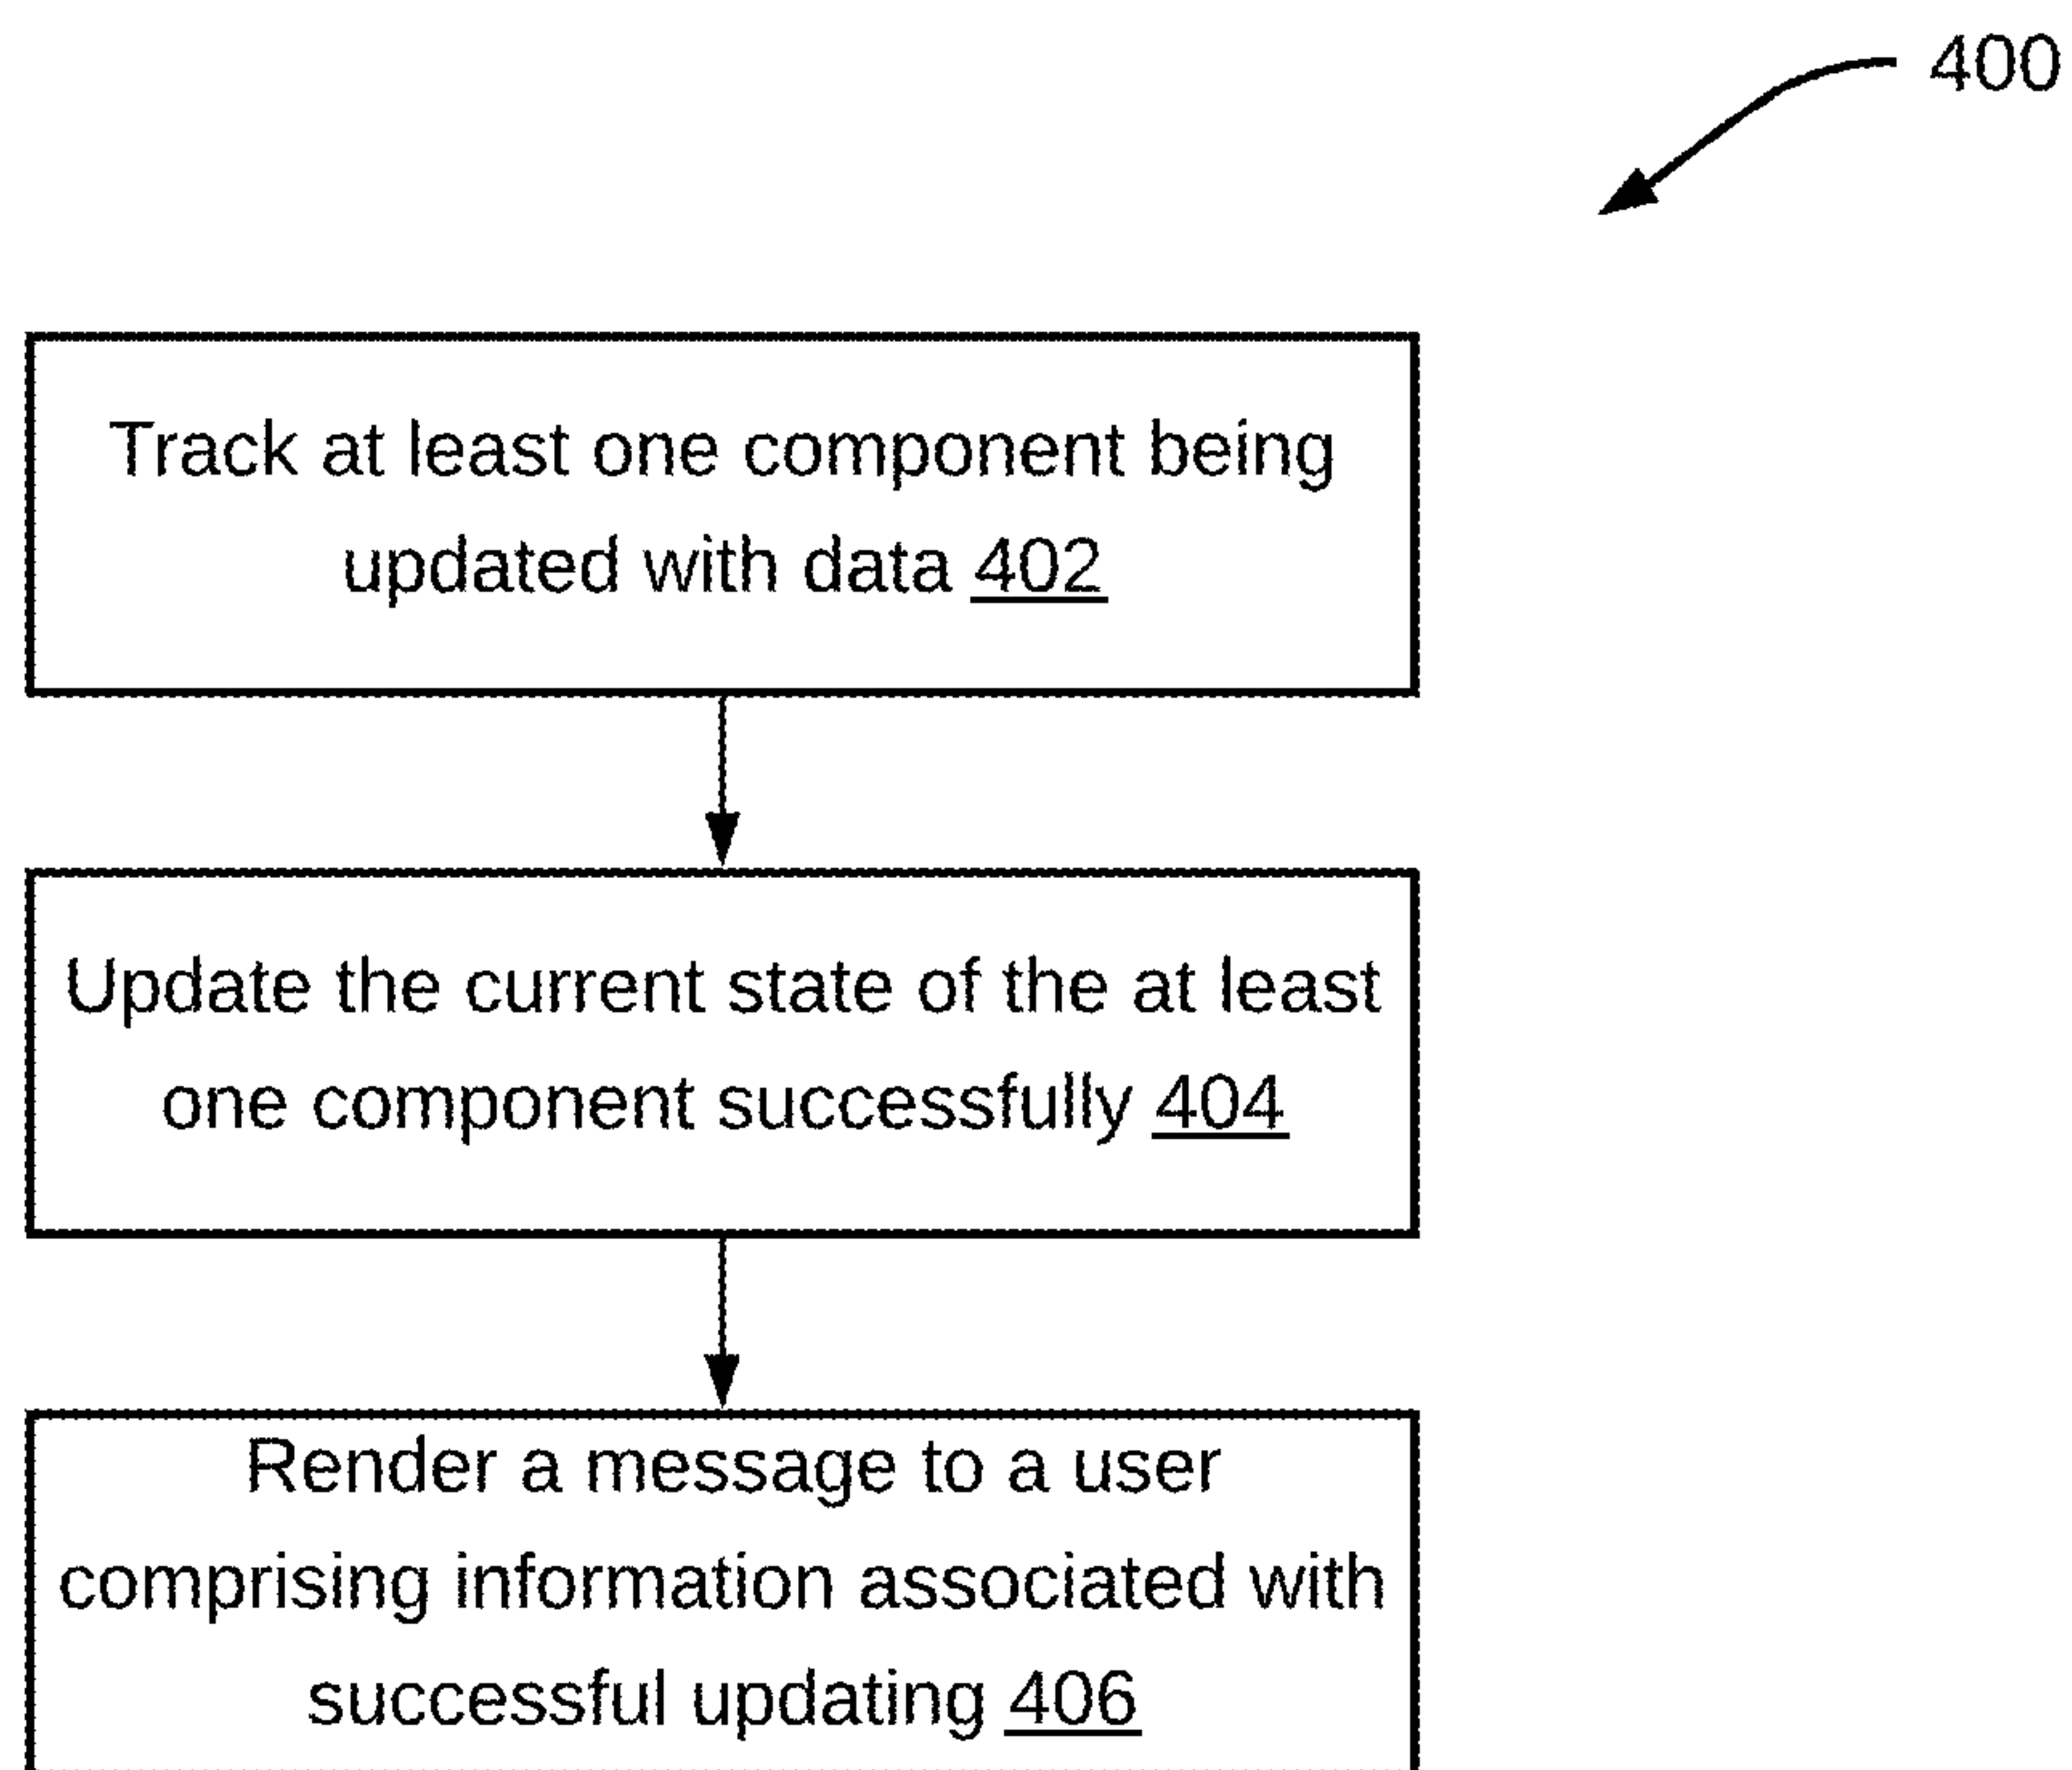 400
Track at least one component being
updated with data 402
Update the current state of the at least
one component successfully 404
Render a message to a user
comprising information associated with
successful updating 406